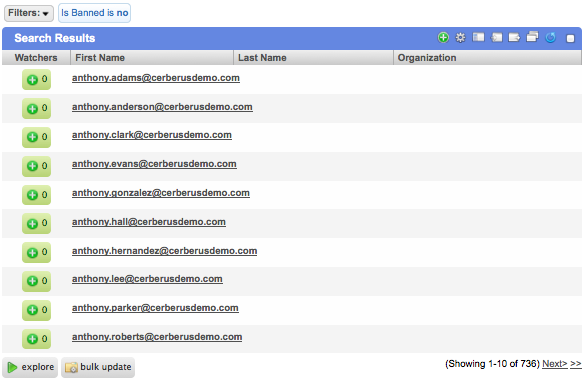 Filters: Is Banned is no
Search Results
Watchers First Name Last Name Organization
0 anthony.adams@cerberusdemo.com
0 anthony.anderson@cerberusdemo.com
0 anthony.clark@cerberusdemo.com
0 anthony.evans@cerberusdemo.com
0 anthony.gonzalez@cerberusdemo.com
0 anthony.hall@cerberusdemo.com
0 anthony.hernandez@cerberusdemo.com
0 anthony.lee@cerberusdemo.com
0 anthony.parker@cerberusdemo.com
0 anthony.roberts@cerberusdemo.com
explore bulk update (Showing 1-10 of 736) Next> >>